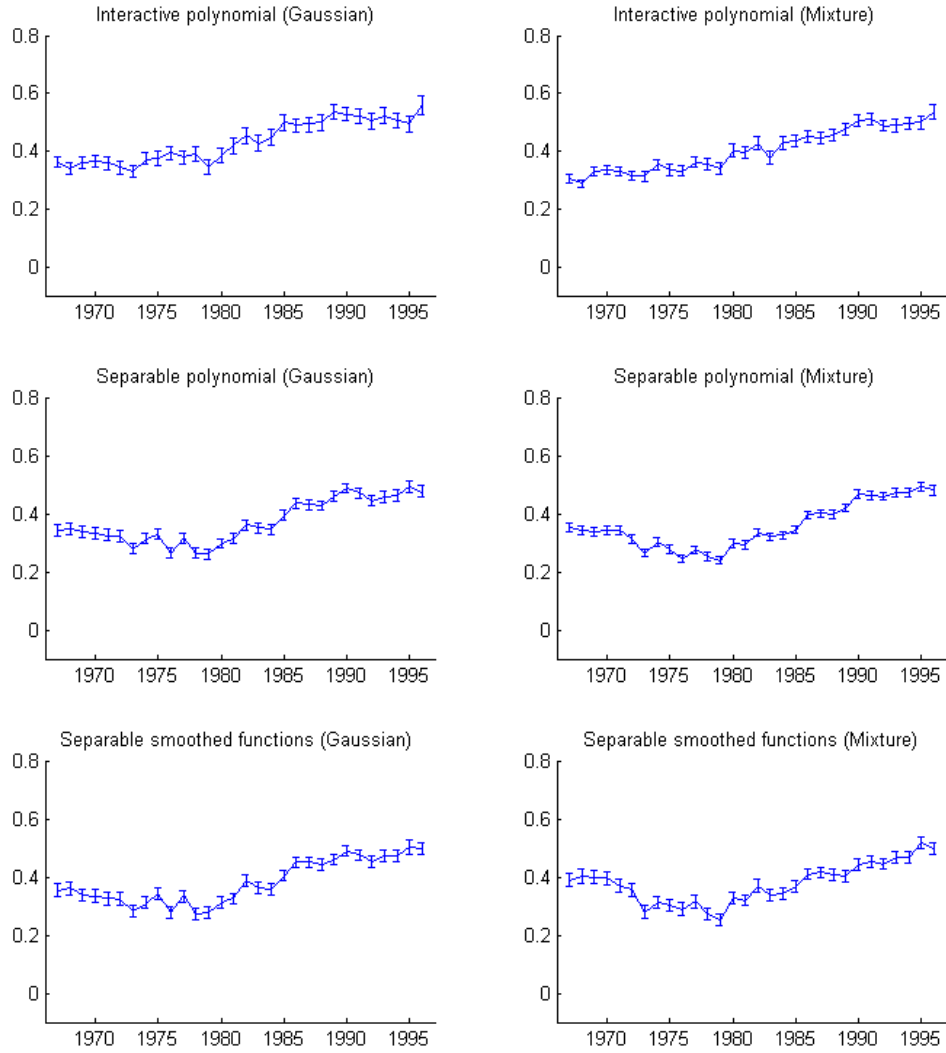 Interactive polynomial (Gaussian)
0.8
0.6
0.4
0.2
0
1970 1975 1980 1985 1990 1995
Interactive polynomial (Mixture)
0.8
0.6
0.4
0.2
0
1970 1975 1980 1985 1990 1995
Separable polynomial (Gaussian)
0.8
0.6
0.4
0.2
0
1970 1975 1980 1985 1990 1995
Separable polynomial (Mixture)
0.8
0.6
0.4
0.2
0
1970 1975 1980 1985 1990 1995
Separable smoothed functions (Gaussian)
0.8
0.6
0.4
0.2
0
1970 1975 1980 1985 1990 1995
Separable smoothed functions (Mixture)
0.8
0.6
0.4
0.2
0
1970 1975 1980 1985 1990 1995